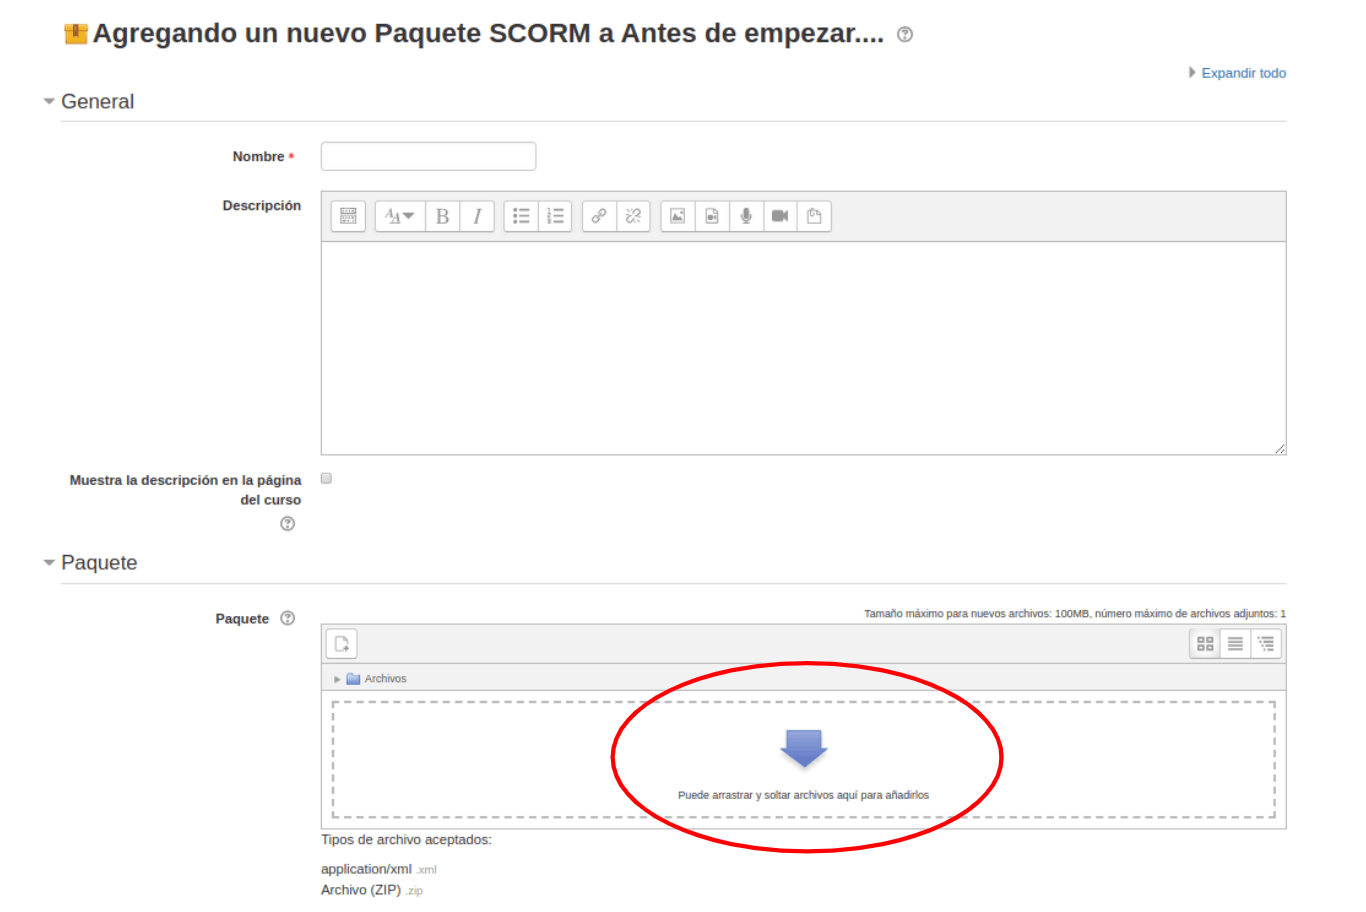 Agregando un nuevo Paquete SCORM a Antes de empezar....
Expandir todo
General
Nombre *
Descripción
Muestra la descripción en la página
del curso
Paquete
Paquete
Tamaño máximo para nuevos archivos: 100MB, número máximo de archivos adjuntos: 1
Archivos
Puede arrastrar y soltar archivos aquí para añadirlos
Tipos de archivo aceptados:
application/xml .xml
Archivo (ZIP) .zip